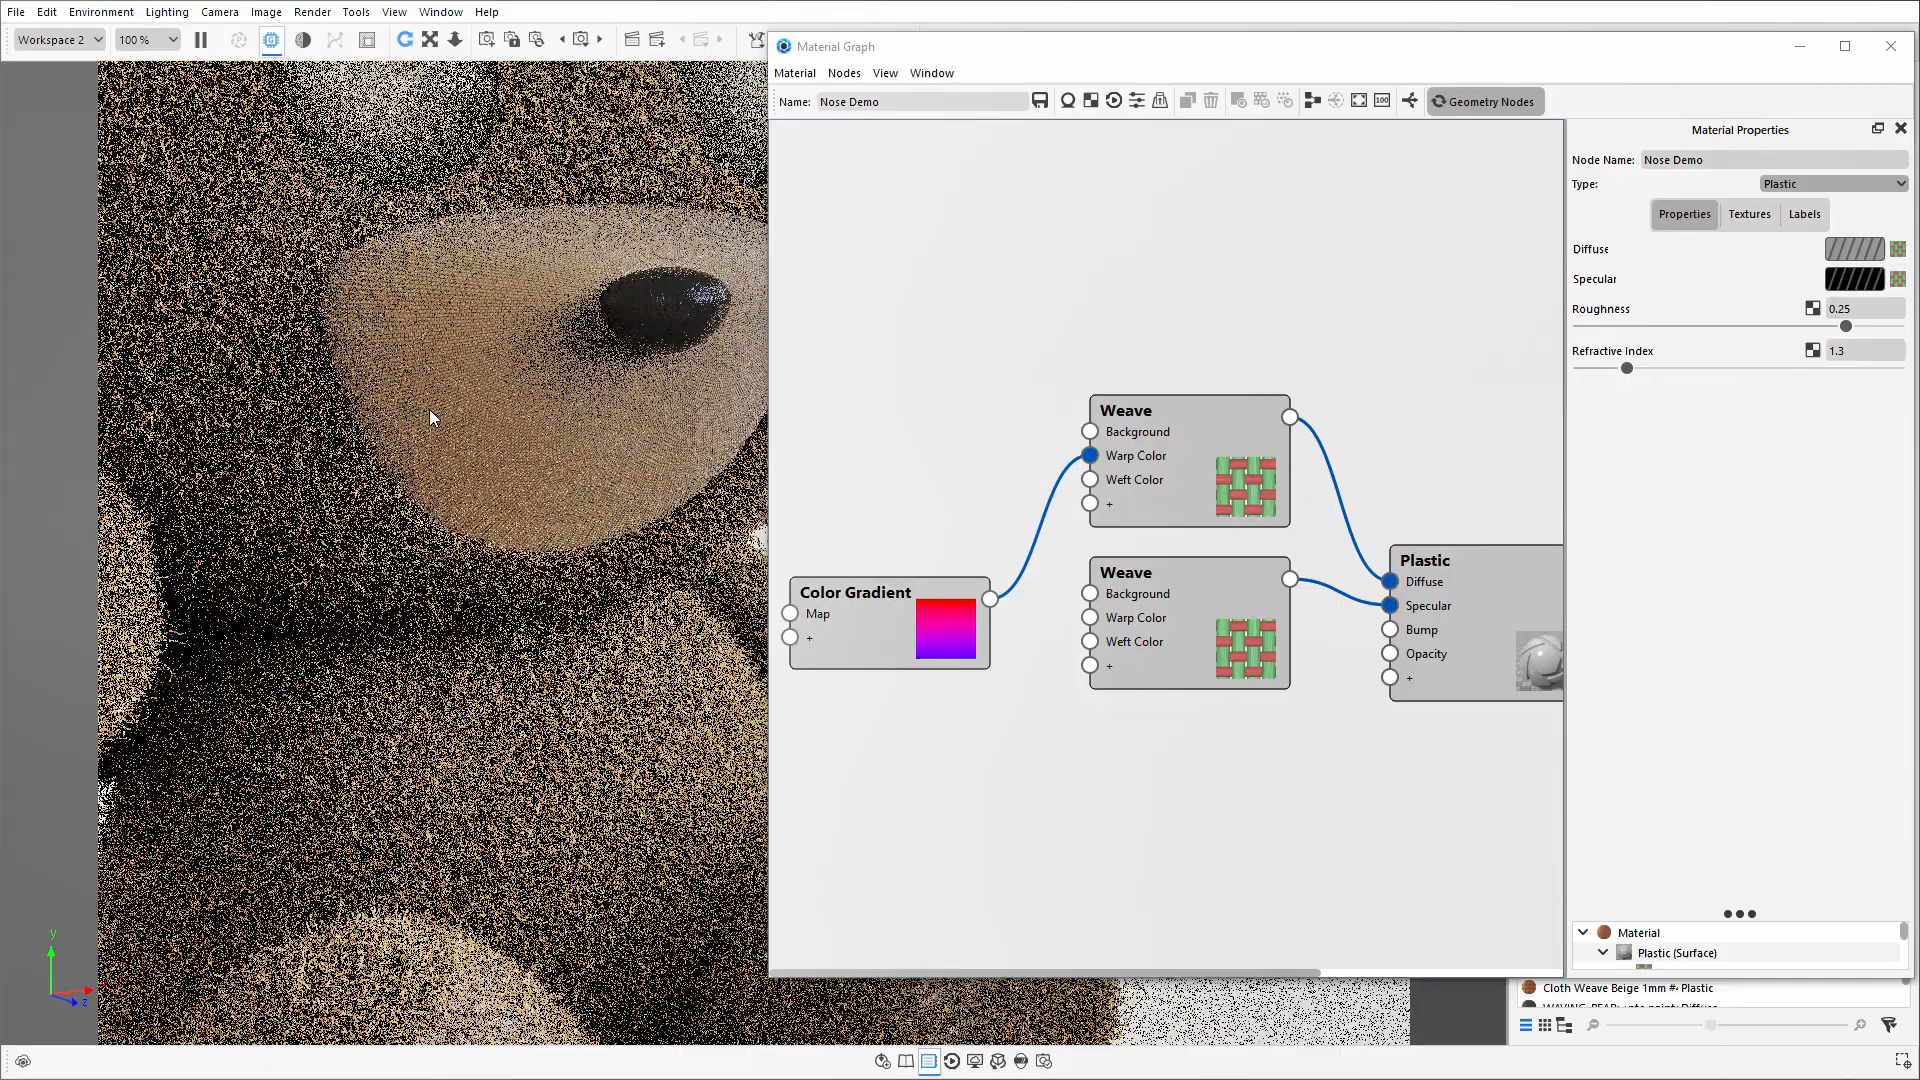 File Edit Environment Lighting Camera Image Render Tools View Window Help
Workspace 2 100 %
Material Graph
Material Nodes View Window
Name: Nose Demo 100 Geometry Nodes
Material Properties
Node Name: Nose Demo
Type: Plastic
Properties Textures Labels
Diffuse
Specular
Roughness 0.25
Refractive Index 1.3
Weave
Background
Warp Color
Weft Color
+
Weave
Background
Warp Color
Weft Color
+
Color Gradient
Map
+
Plastic
Diffuse
Specular
Bump
Opacity
+
Material
Plastic (Surface)
Cloth Weave Beige 1mm #‹ Plastic
y
z